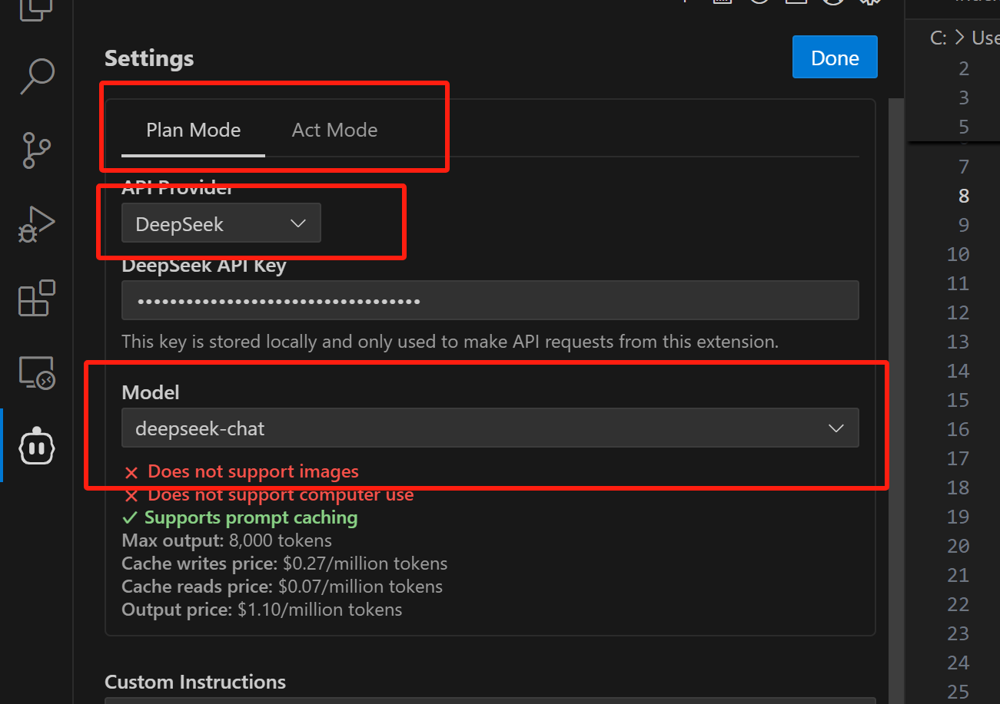 Settings
Done
Plan Mode
Act Mode
API Provider
DeepSeek
DeepSeek API Key
••••••••••••••••••••••••••••••••••
This key is stored locally and only used to make API requests from this extension.
Model
deepseek-chat
Does not support images
Does not support computer use
Supports prompt caching
Max output: 8,000 tokens
Cache writes price: $0.27/million tokens
Cache reads price: $0.07/million tokens
Output price: $1.10/million tokens
Custom Instructions
C:
2
3
5
7
8
9
10
11
12
13
14
15
16
17
18
19
20
21
22
23
24
25